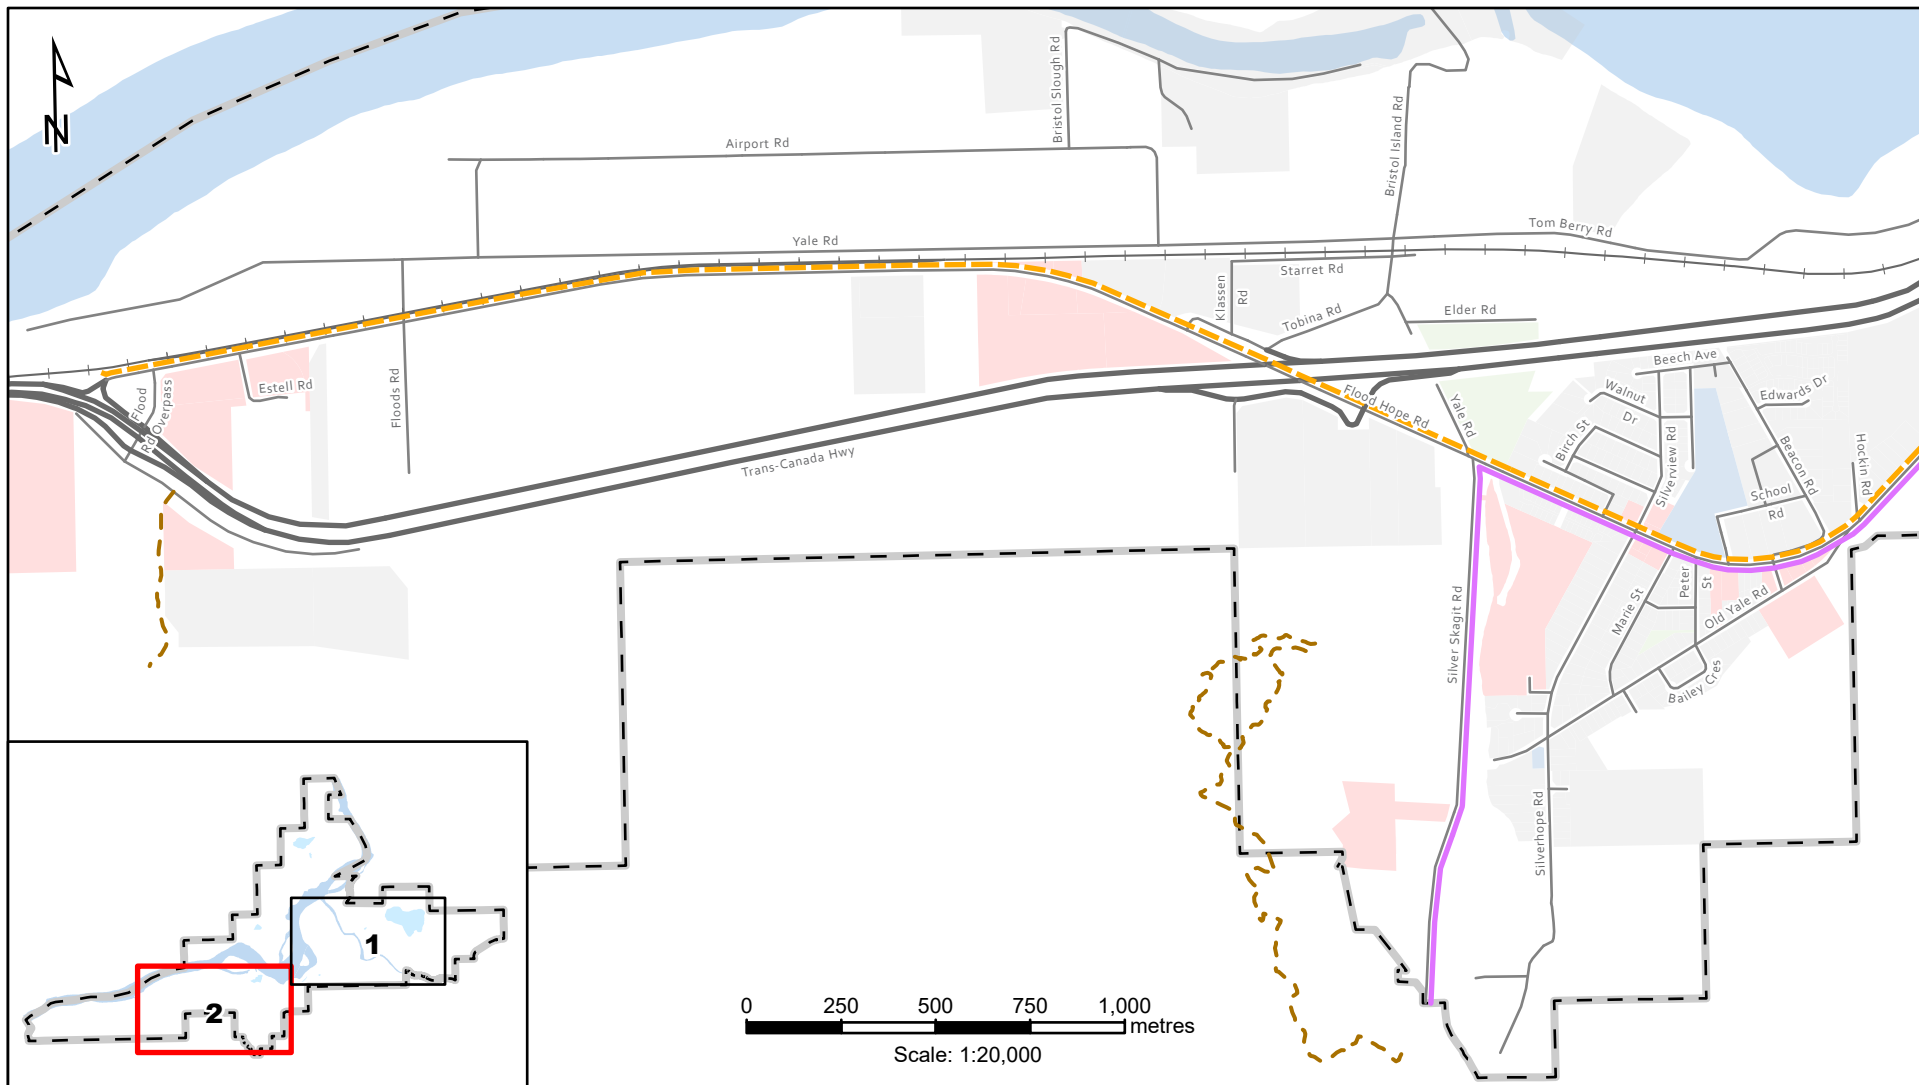 N
Bristol Slough Rd
Airport Rd
Bristol Island Rd
Yale Rd
Tom Berry Rd
Starret Rd
Klassen
Rd
Tobina Rd
Elder Rd
Beech Ave
Estell Rd
Floods Rd
Flood
Rd Overpass
Trans-Canada Hwy
Flood Hope Rd
Yale Rd
Walnut
Dr
Edwards Dr
Birch St
Silverview Rd
Beacon Rd
Hockin Rd
School
Rd
Silver Skagit Rd
Marie St
Peter
St
Old Yale Rd
Bailey Cres
Silverhope Rd
1
2
0 250 500 750 1,000
metres
Scale: 1:20,000